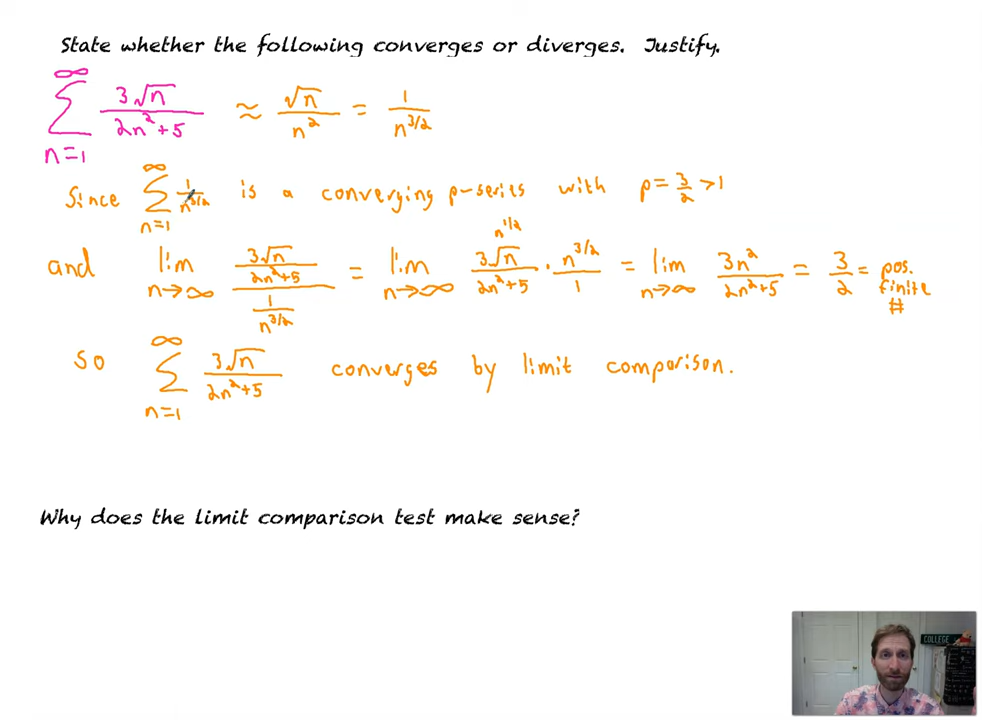 State whether the following converges or diverges. Justify.
∞ ∑ n=1 3√n / 2n²+5 ≈ √n / n² = 1 / n^3/2
Since ∞ ∑ n=1 1 / n^3/2 is a converging p-series with p = 3/2 > 1
n^1/2
and lim n→∞ (3√n / 2n²+5) / (1 / n^3/2) = lim n→∞ 3√n / 2n²+5 · n^3/2 / 1 = lim n→∞ 3n² / 2n²+5 = 3/2 = pos. finite #
So ∞ ∑ n=1 3√n / 2n²+5 converges by limit comparison.
Why does the limit comparison test make sense?
COLLEGE